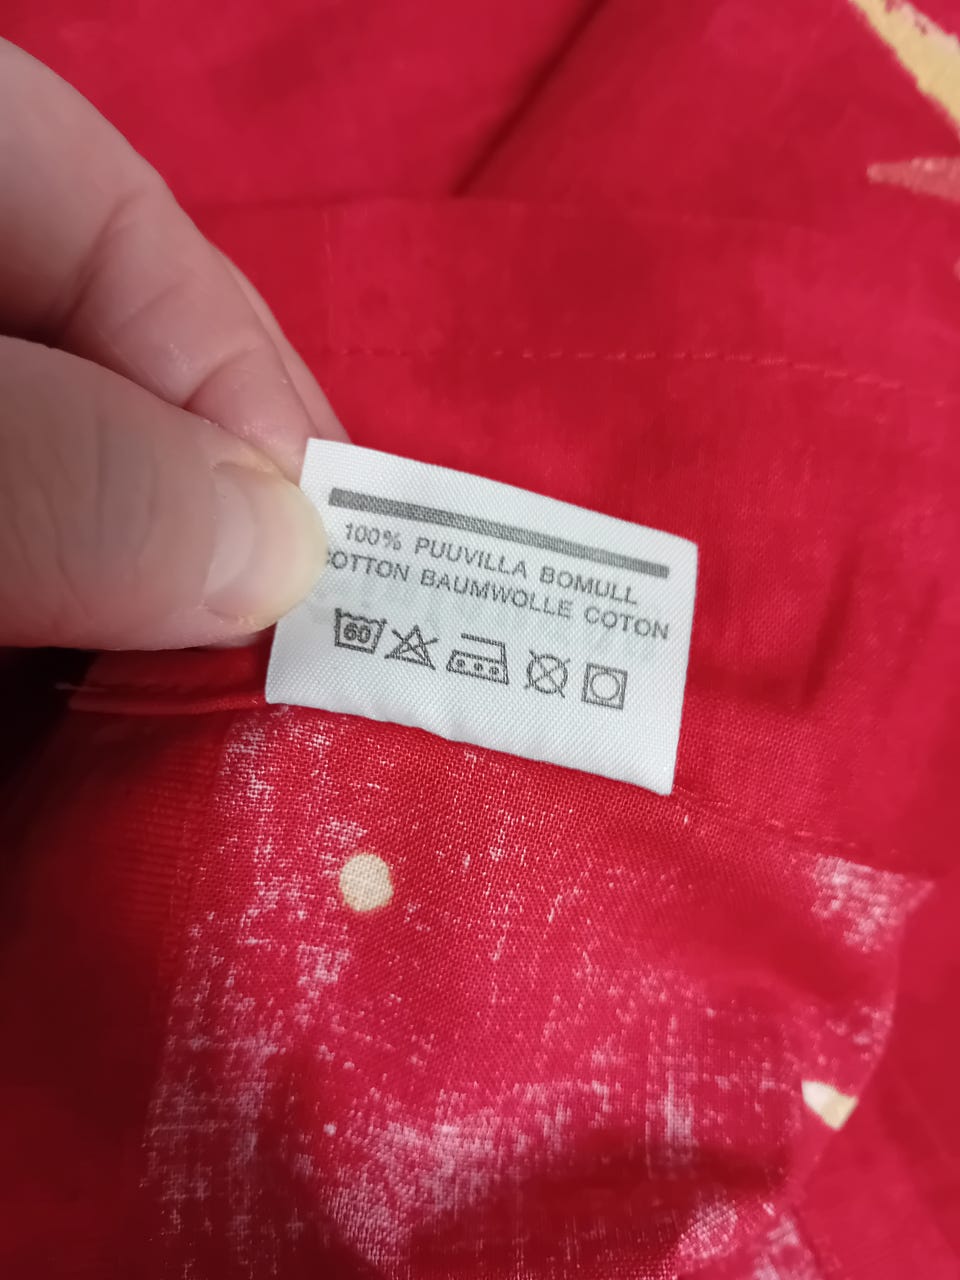 100% PUUVILLA BOMULL
COTTON BAUMWOLLE COTON
60